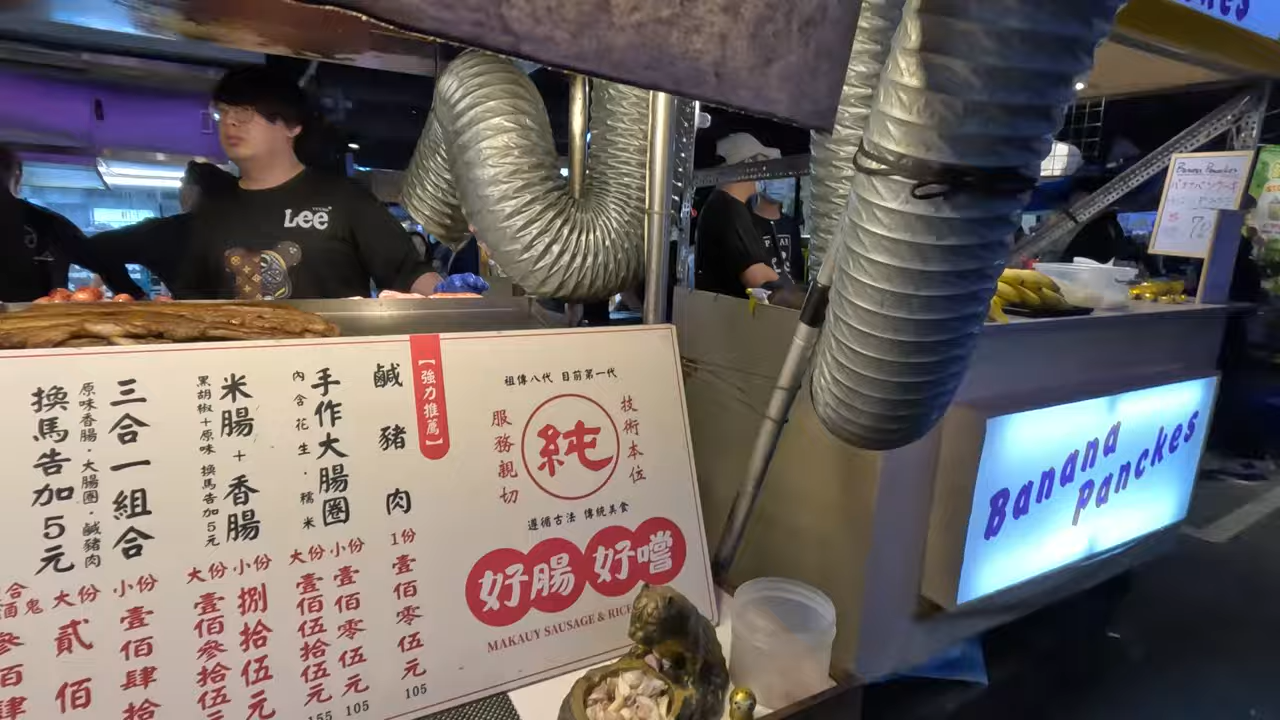 Lee
祖傳八代 目前第一代
技術本位
純
服務親切
遵循古法 傳統美食
好腸好嚐
MAKAUY SAUSAGE & RICE
【強力推薦】
鹹豬肉
1份
壹佰零伍元
105
手作大腸圈
內含花生.糯米
小份
壹佰零伍元
105
大份
壹佰伍拾伍元
155
米腸+香腸
黑胡椒+原味 換馬告加5元
小份
捌拾伍元
大份
壹佰參拾伍元
三合一組合
原味香腸.大腸圈.鹹豬肉
換馬告加5元
小份
壹佰肆拾
大份
貳佰
參佰肆
Banana
Panckes
Banana Pancakes